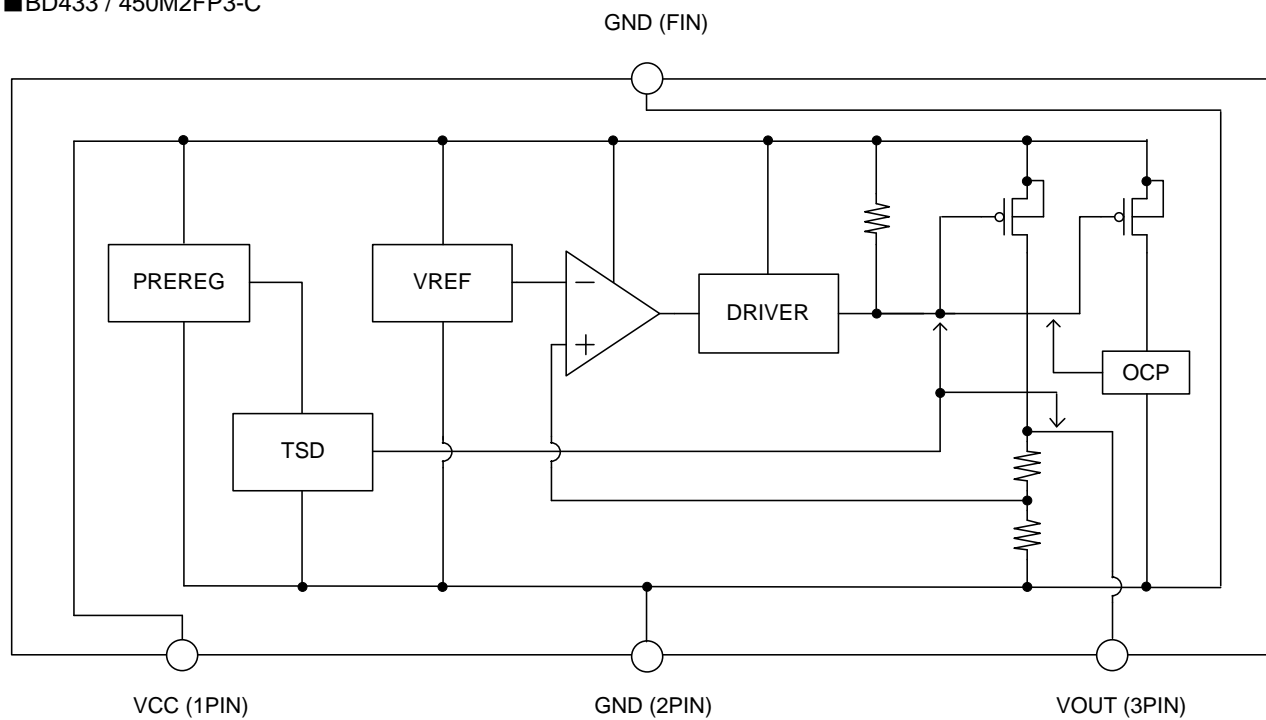 ■BD433 / 450M2FP3-C
GND (FIN)
PREREG
VREF
−
+
DRIVER
OCP
TSD
VCC (1PIN)
GND (2PIN)
VOUT (3PIN)